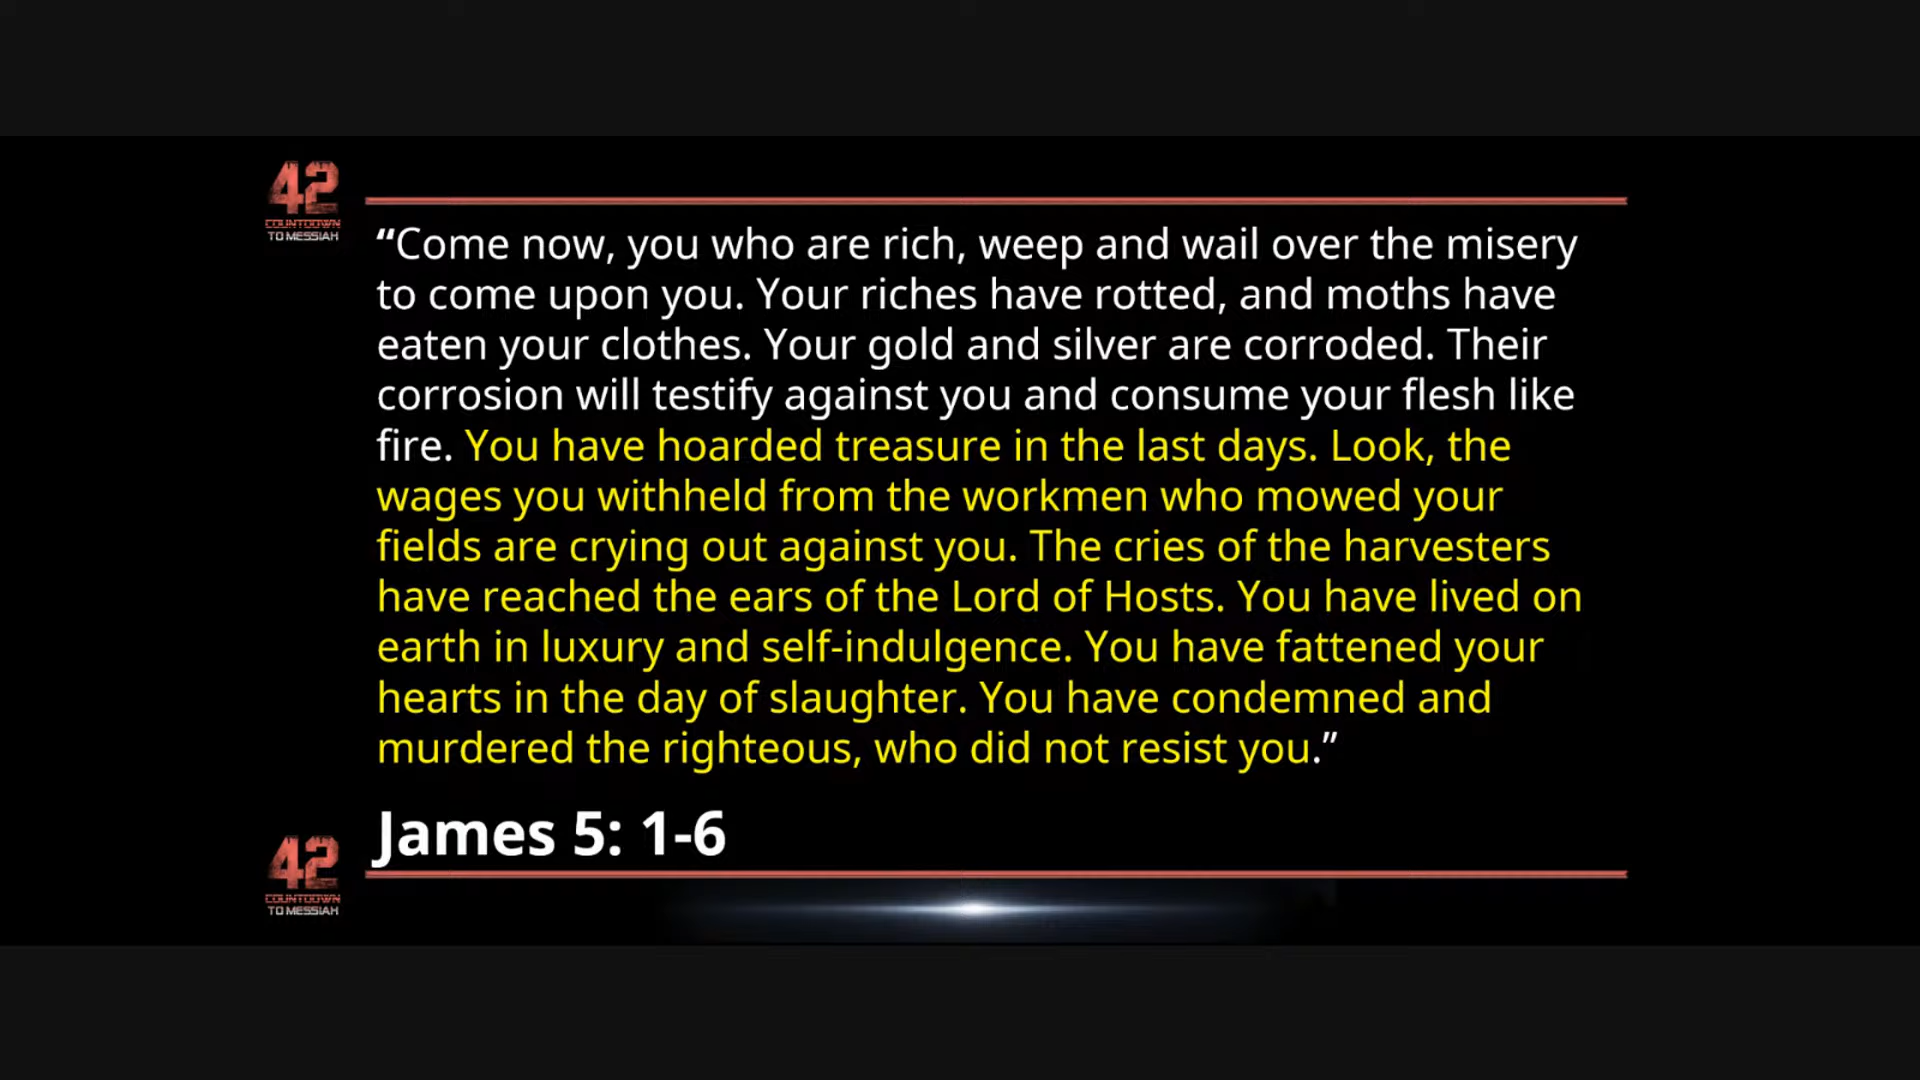 42
COUNTDOWN
TO MESSIAH
“Come now, you who are rich, weep and wail over the misery
to come upon you. Your riches have rotted, and moths have
eaten your clothes. Your gold and silver are corroded. Their
corrosion will testify against you and consume your flesh like
fire. You have hoarded treasure in the last days. Look, the
wages you withheld from the workmen who mowed your
fields are crying out against you. The cries of the harvesters
have reached the ears of the Lord of Hosts. You have lived on
earth in luxury and self-indulgence. You have fattened your
hearts in the day of slaughter. You have condemned and
murdered the righteous, who did not resist you.”
James 5: 1-6
42
COUNTDOWN
TO MESSIAH